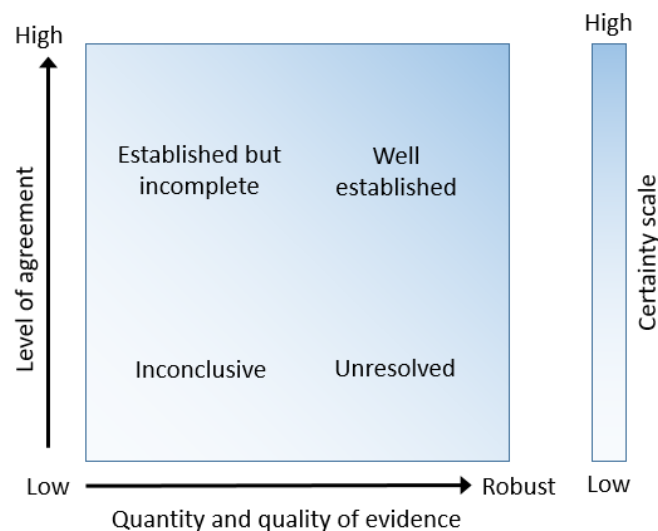 High
High
Level of agreement
Established but
incomplete
Well
established
Certainty scale
Inconclusive
Unresolved
Low
Robust
Low
Quantity and quality of evidence